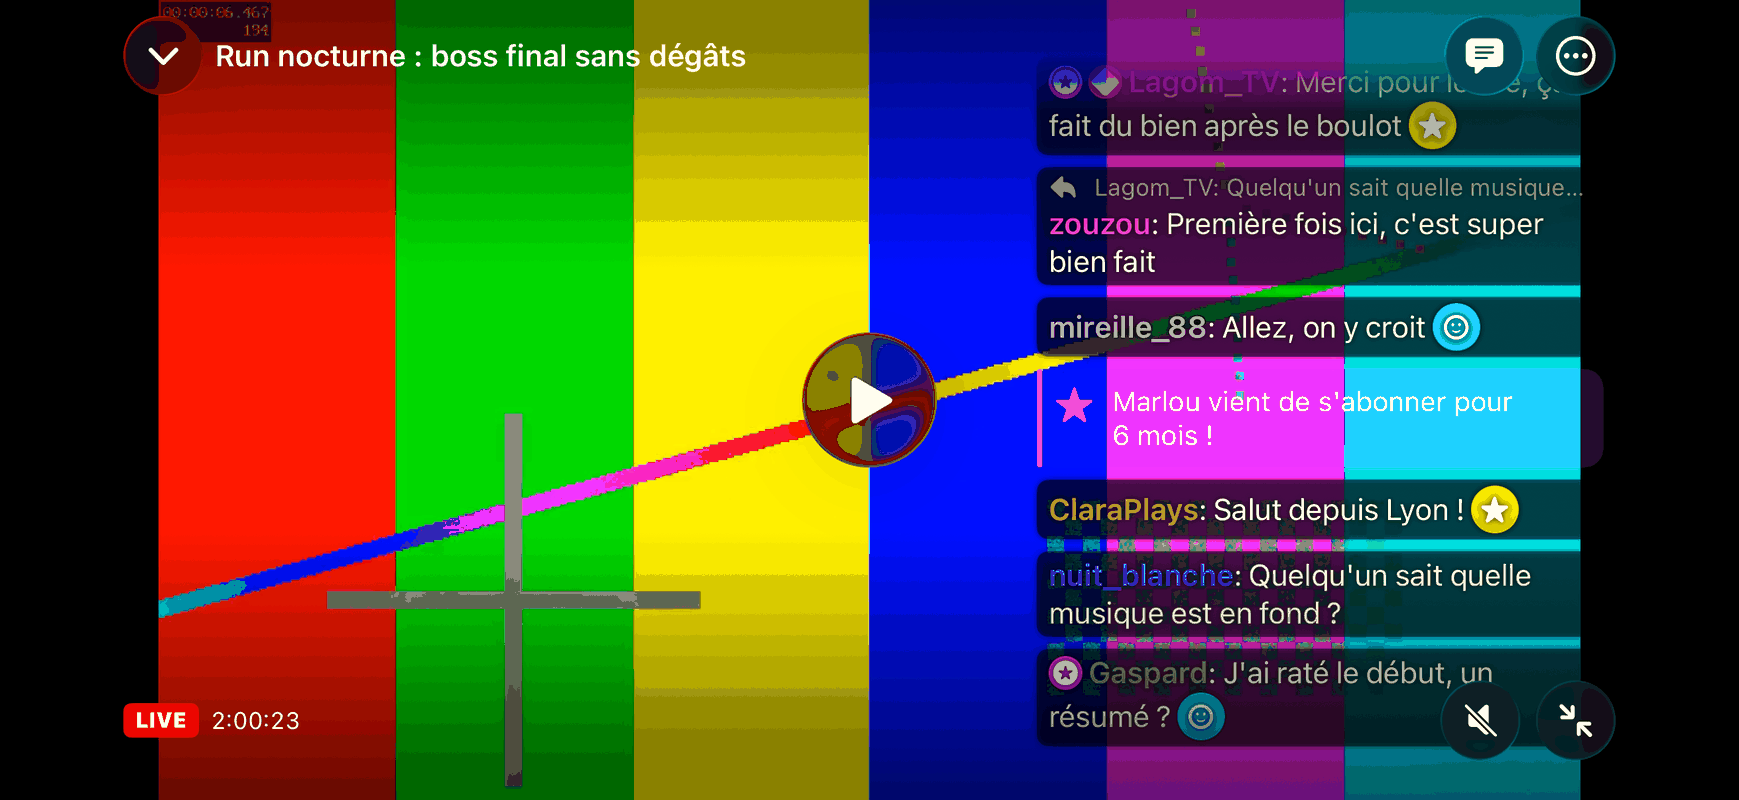 00:00:06.467
194
Run nocturne : boss final sans dégâts
Lagom_TV: Merci pour
fait du bien après le boulot
Lagom_TV: Quelqu'un sait quelle musique...
zouzou: Première fois ici, c'est super
bien fait
mireille_88: Allez, on y croit
Marlou vient de s'abonner pour
6 mois !
ClaraPlays: Salut depuis Lyon !
nuit_blanche: Quelqu'un sait quelle
musique est en fond ?
Gaspard: J'ai raté le début, un
résumé ?
LIVE 2:00:23